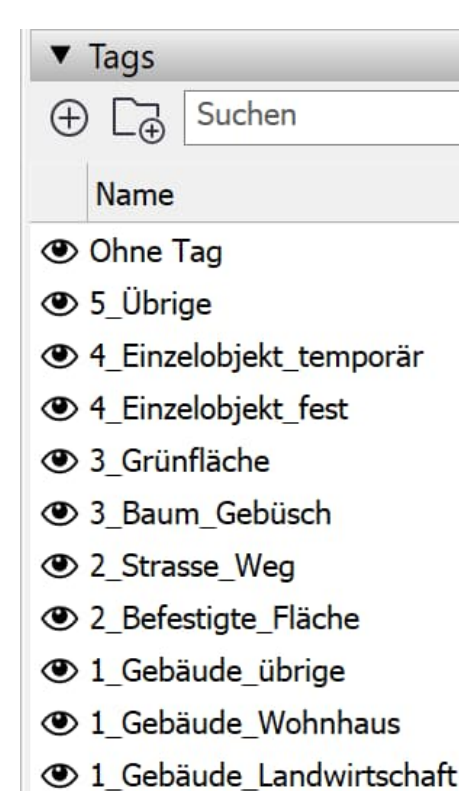 Tags
Suchen
Name
Ohne Tag
5_Übrige
4_Einzelobjekt_temporär
4_Einzelobjekt_fest
3_Grünfläche
3_Baum_Gebüsch
2_Strasse_Weg
2_Befestigte_Fläche
1_Gebäude_übrige
1_Gebäude_Wohnhaus
1_Gebäude_Landwirtschaft